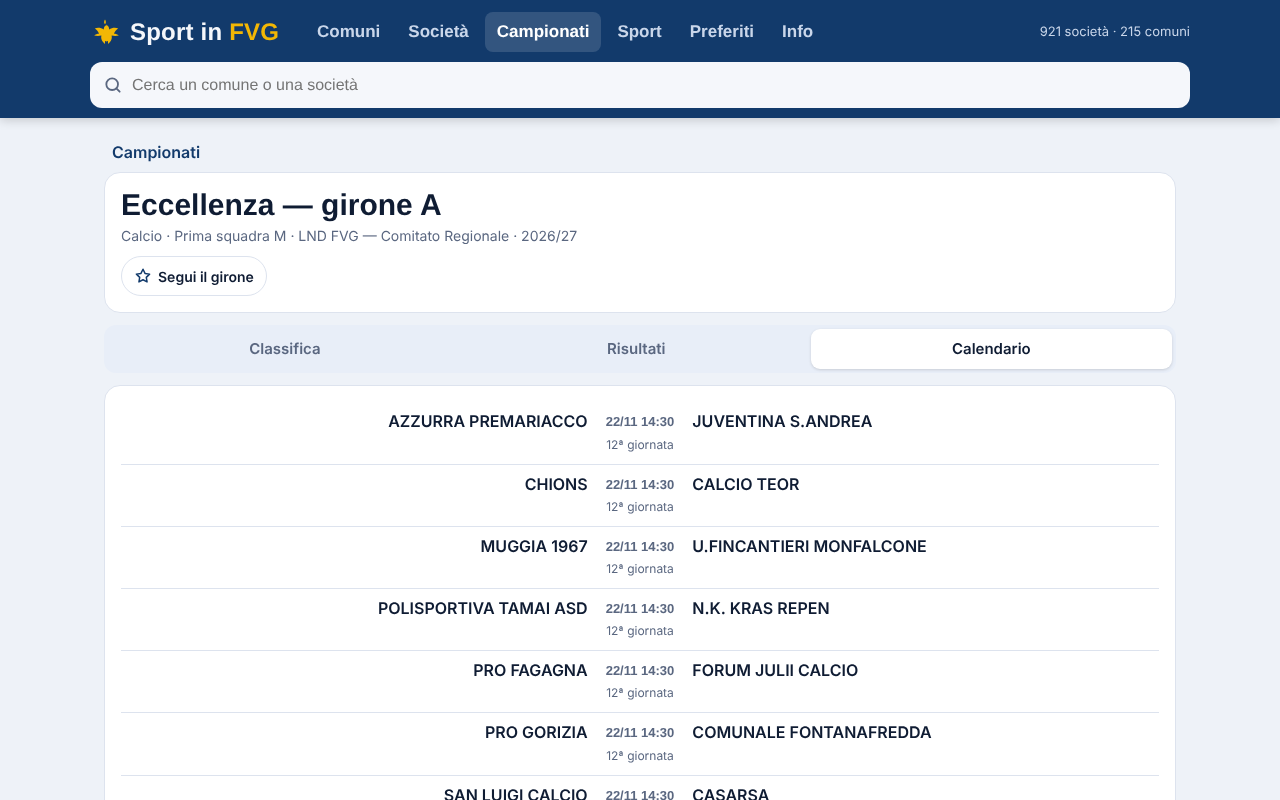 Sport in FVG
Comuni
Società
Campionati
Sport
Preferiti
Info
921 società · 215 comuni
Cerca un comune o una società
Campionati
Eccellenza — girone A
Calcio · Prima squadra M · LND FVG — Comitato Regionale · 2026/27
Segui il girone
Classifica
Risultati
Calendario
AZZURRA PREMARIACCO 22/11 14:30 JUVENTINA S.ANDREA
12ª giornata
CHIONS 22/11 14:30 CALCIO TEOR
12ª giornata
MUGGIA 1967 22/11 14:30 U.FINCANTIERI MONFALCONE
12ª giornata
POLISPORTIVA TAMAI ASD 22/11 14:30 N.K. KRAS REPEN
12ª giornata
PRO FAGAGNA 22/11 14:30 FORUM JULII CALCIO
12ª giornata
PRO GORIZIA 22/11 14:30 COMUNALE FONTANAFREDDA
12ª giornata
SAN LUIGI CALCIO 22/11 14:30 CASARSA